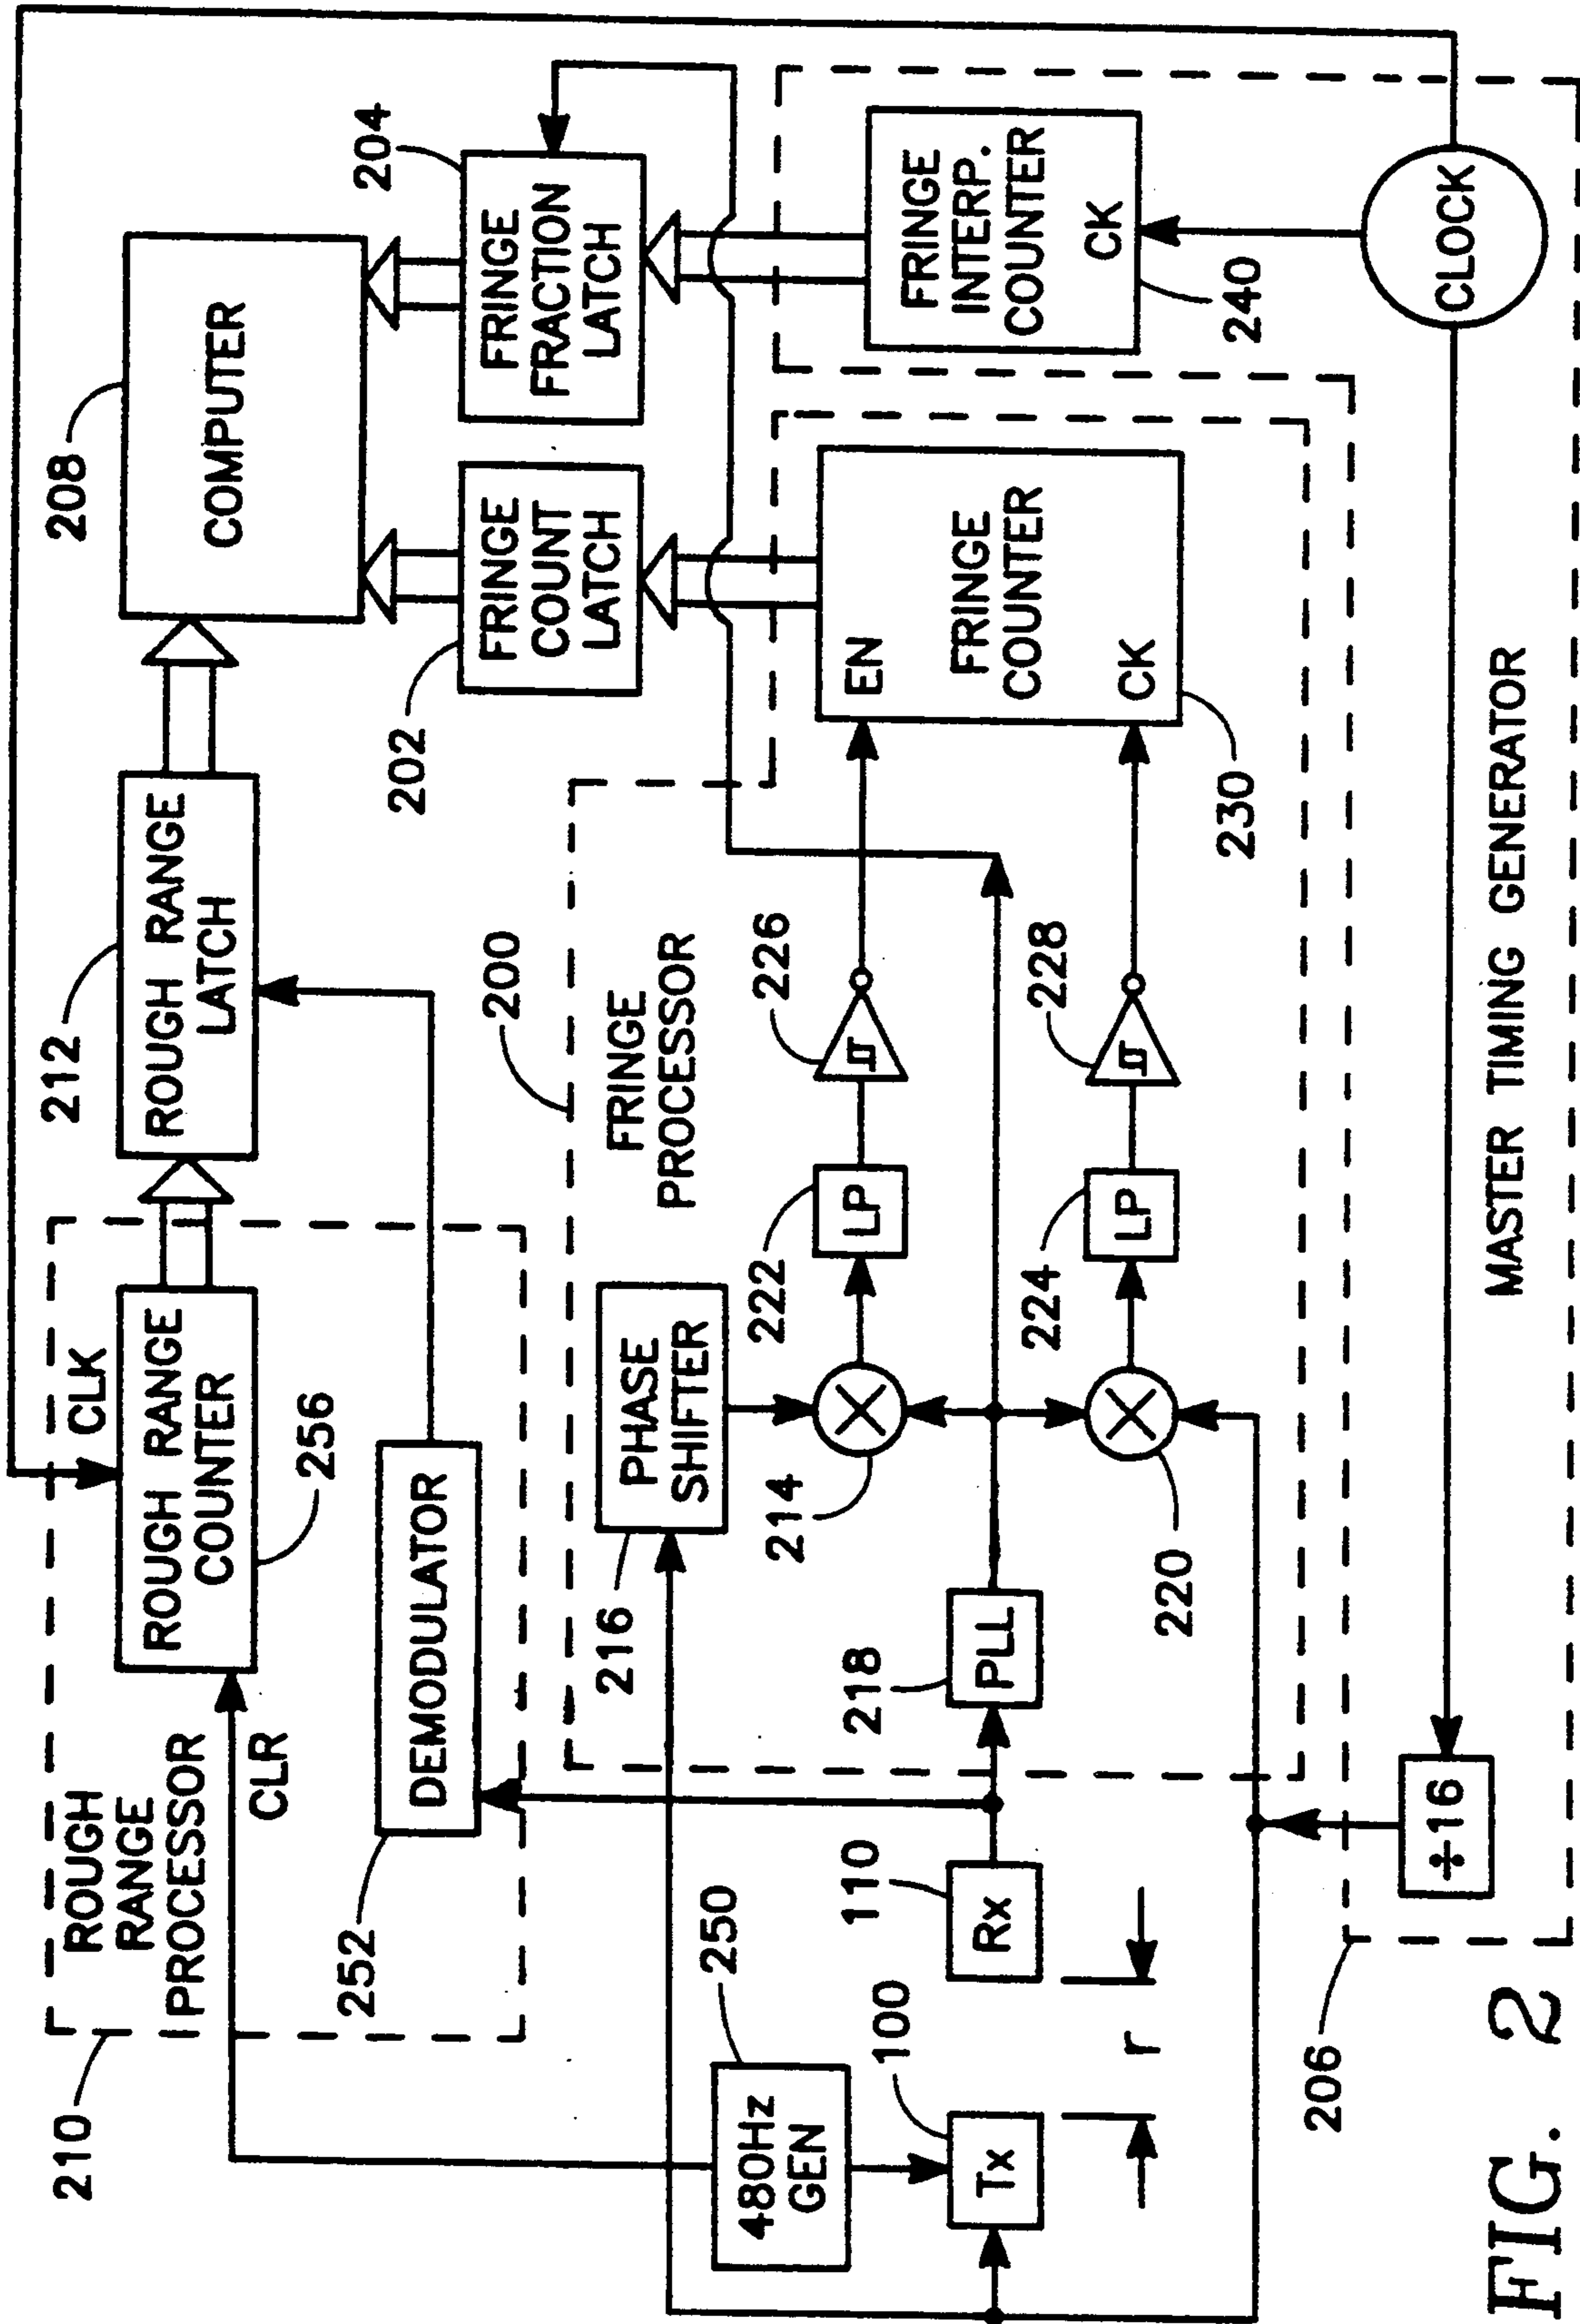 210
ROUGH
RANGE
PROCESSOR
CLR
CLK
ROUGH RANGE
COUNTER
256
212
ROUGH RANGE
LATCH
208
COMPUTER
252
DEMODULATOR
202
FRINGE
COUNT
LATCH
204
FRINGE
FRACTION
LATCH
200
FRINGE
PROCESSOR
216
PHASE
SHIFTER
250
480Hz
GEN
100
Tx
r
110
Rx
218
PLL
214
220
222
LP
224
LP
226
228
EN
FRINGE
COUNTER
CK
230
FRINGE
INTERP.
COUNTER
CK
240
206
÷16
MASTER TIMING GENERATOR
CLOCK
FIG. 2